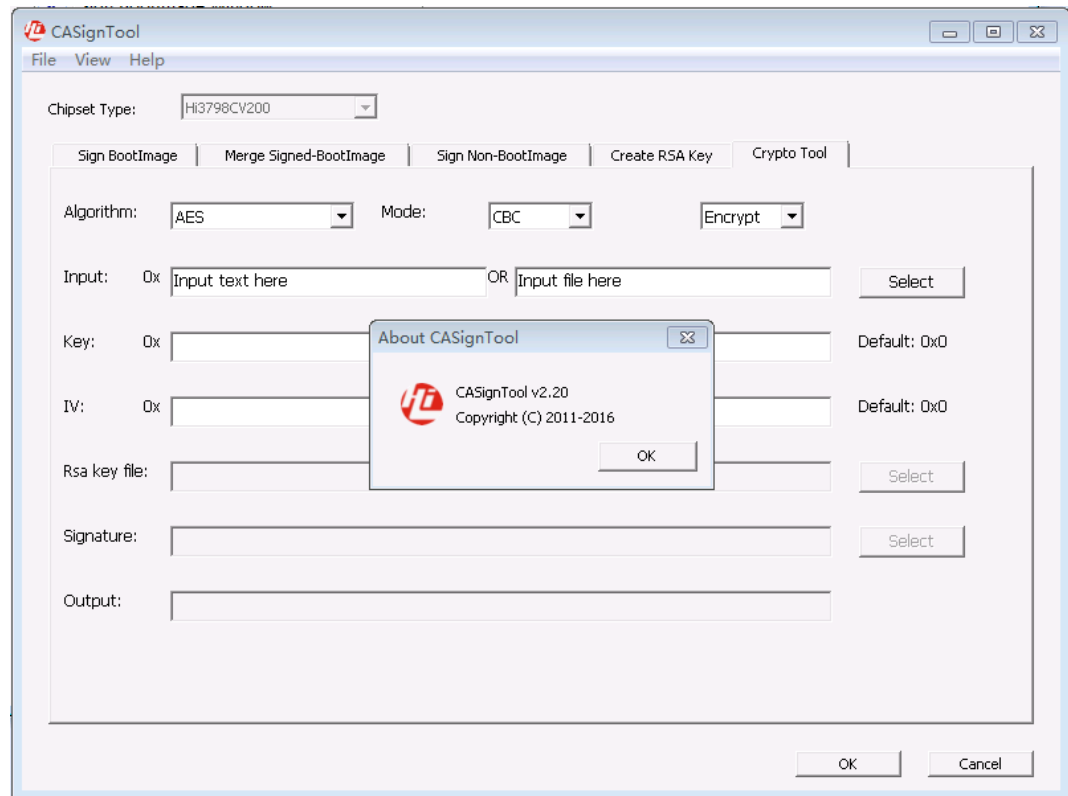 CASignTool
File View Help
Chipset Type: Hi3798CV200
Sign BootImage Merge Signed-BootImage Sign Non-BootImage Create RSA Key Crypto Tool
Algorithm: AES Mode: CBC Encrypt
Input: 0x Input text here OR Input file here Select
Key: 0x Default: 0x0
About CASignTool
CASignTool v2.20
Copyright (C) 2011-2016
OK
IV: 0x Default: 0x0
Rsa key file: Select
Signature: Select
Output:
OK Cancel